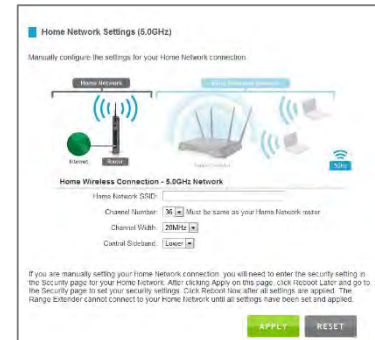 Home Network Settings (5.0GHz)
Manually configure the settings for your Home Network connection.
Home Network
Internet
Router
5GHz
Home Wireless Connection - 5.0GHz Network
Home Network SSID:
Channel Number: 36 Must be same as your Home Network router
Channel Width: 20MHz
Control Sideband: Lower
If you are manually setting your Home Network connection, you will need to enter the security setting in
the Security page for your Home Network. After clicking Apply on this page, click Reboot Later and go to
the Security page to set your security settings. Click Reboot Now after all settings are applied. The
Range Extender cannot connect to your Home Network until all settings have been set and applied.
APPLY RESET